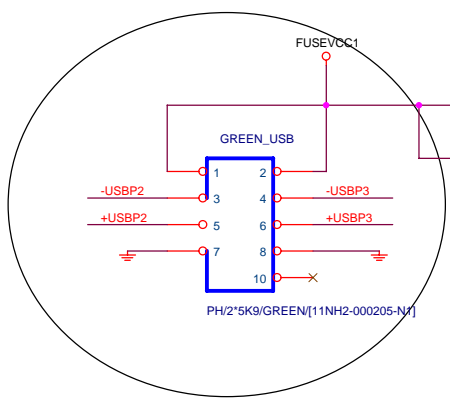 FUSEVCC1
GREEN_USB
1 2
-USBP2 3 4 -USBP3
+USBP2 5 6 +USBP3
7 8
10
PH/2*5K9/GREEN/[11NH2-000205-N1]